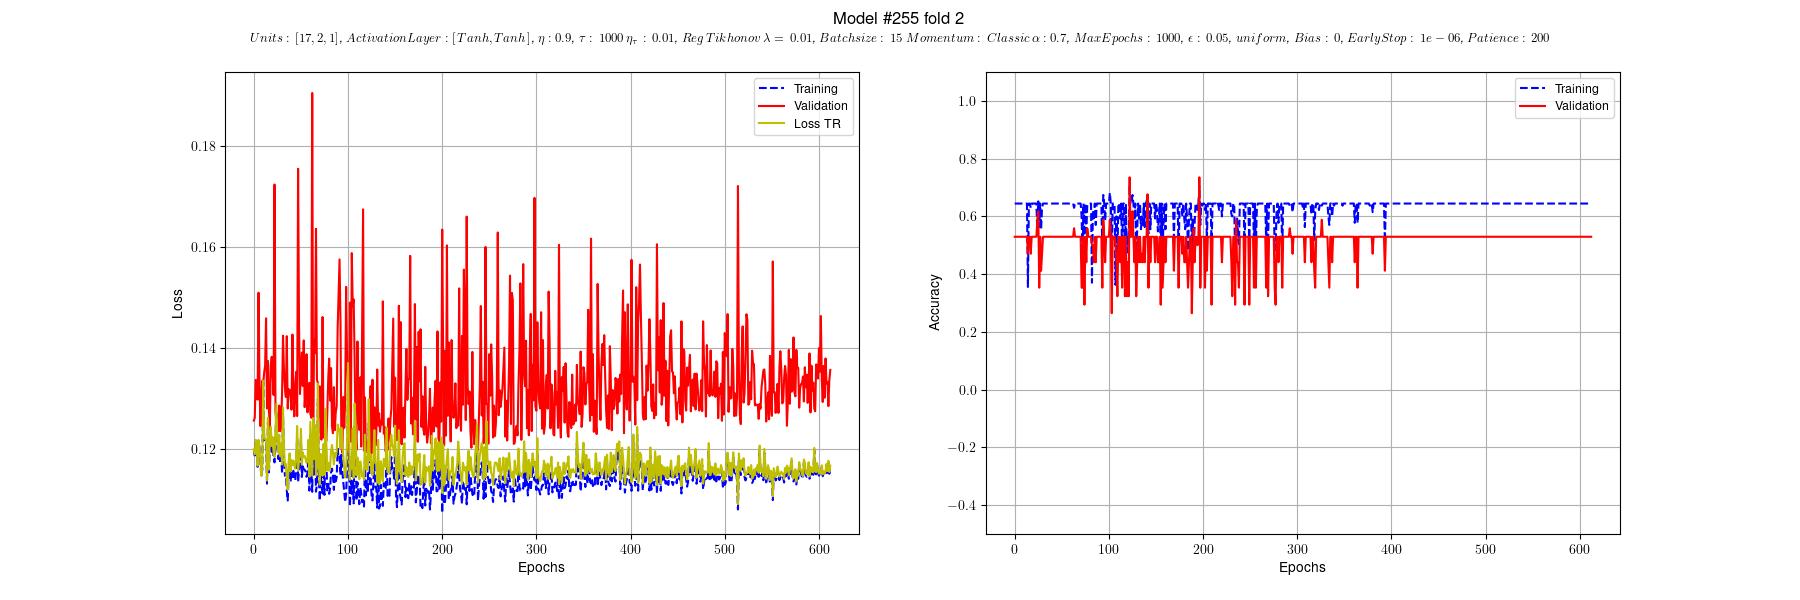 Model #255 fold 2
Units : [17, 2, 1], ActivationLayer : [Tanh, Tanh], η : 0.9, τ : 1000 η_τ : 0.01, Reg Tikhonov λ = 0.01, Batchsize : 15 Momentum : Classic α : 0.7, MaxEpochs : 1000, ϵ : 0.05, uniform, Bias : 0, EarlyStop : 1e − 06, Patience : 200
Training
Validation
Loss TR
0.18
0.16
0.14
0.12
Loss
0 100 200 300 400 500 600
Epochs
Training
Validation
1.0
0.8
0.6
0.4
0.2
0.0
−0.2
−0.4
Accuracy
0 100 200 300 400 500 600
Epochs